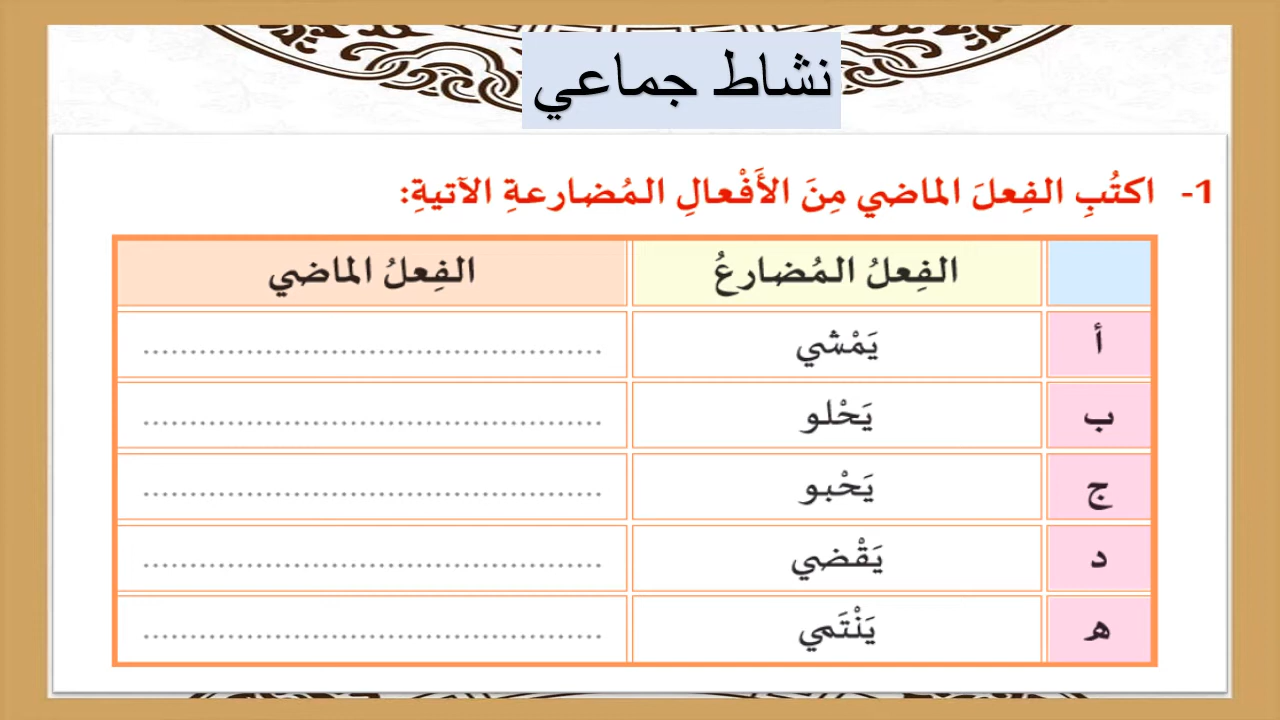 نشاط جماعي
1- اكتُبِ الفِعلَ الماضي مِنَ الأَفْعالِ المُضارعةِ الآتيةِ:
الفِعلُ المُضارعُ الفِعلُ الماضي
أ يَمْشي ................................................
ب يَحْلو ................................................
ج يَحْبو ................................................
د يَقْضي ................................................
ه يَنْتَمي ................................................